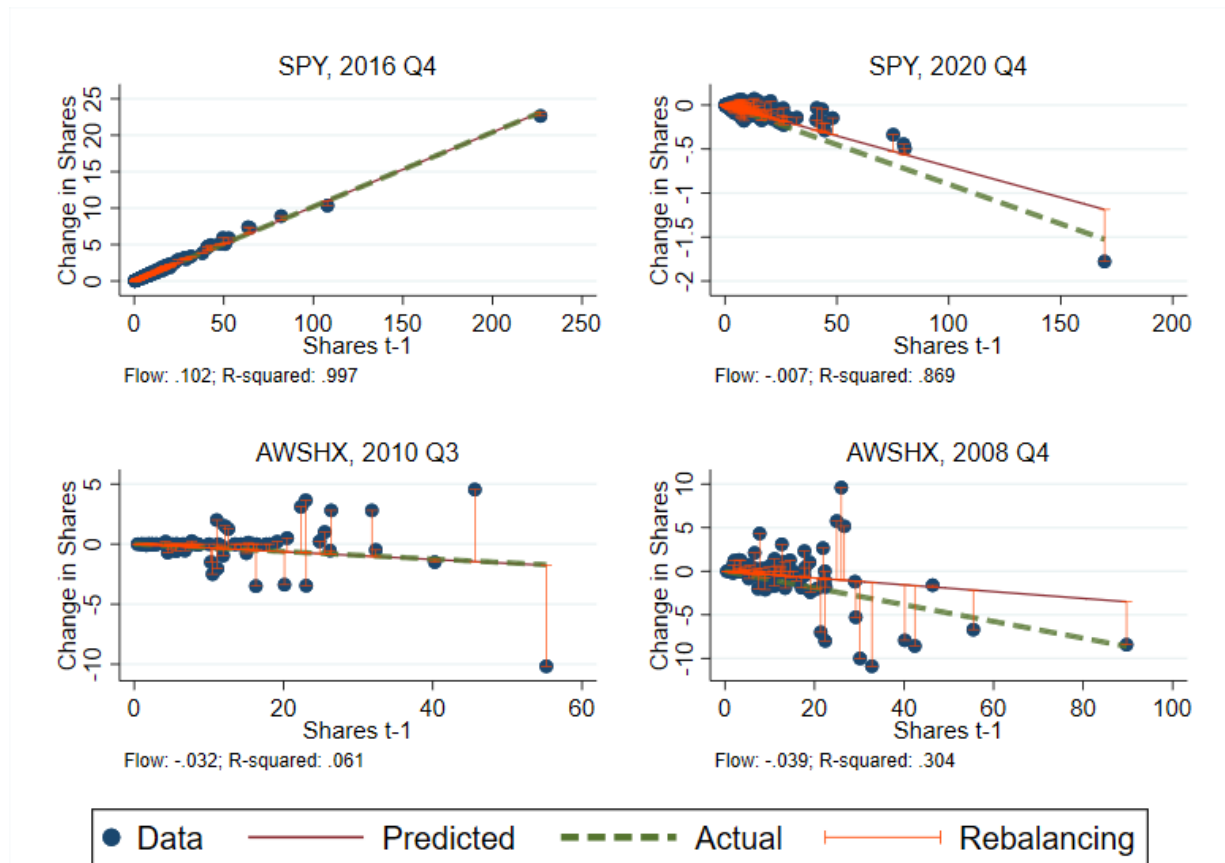 SPY, 2016 Q4
Change in Shares
25
20
15
10
5
0
0 50 100 150 200 250
Shares t-1
Flow: .102; R-squared: .997
SPY, 2020 Q4
Change in Shares
0
-.5
-1
-1.5
-2
0 50 100 150 200
Shares t-1
Flow: -.007; R-squared: .869
AWSHX, 2010 Q3
Change in Shares
5
0
-5
-10
0 20 40 60
Shares t-1
Flow: -.032; R-squared: .061
AWSHX, 2008 Q4
Change in Shares
10
5
0
-5
-10
0 20 40 60 80 100
Shares t-1
Flow: -.039; R-squared: .304
Data Predicted Actual Rebalancing